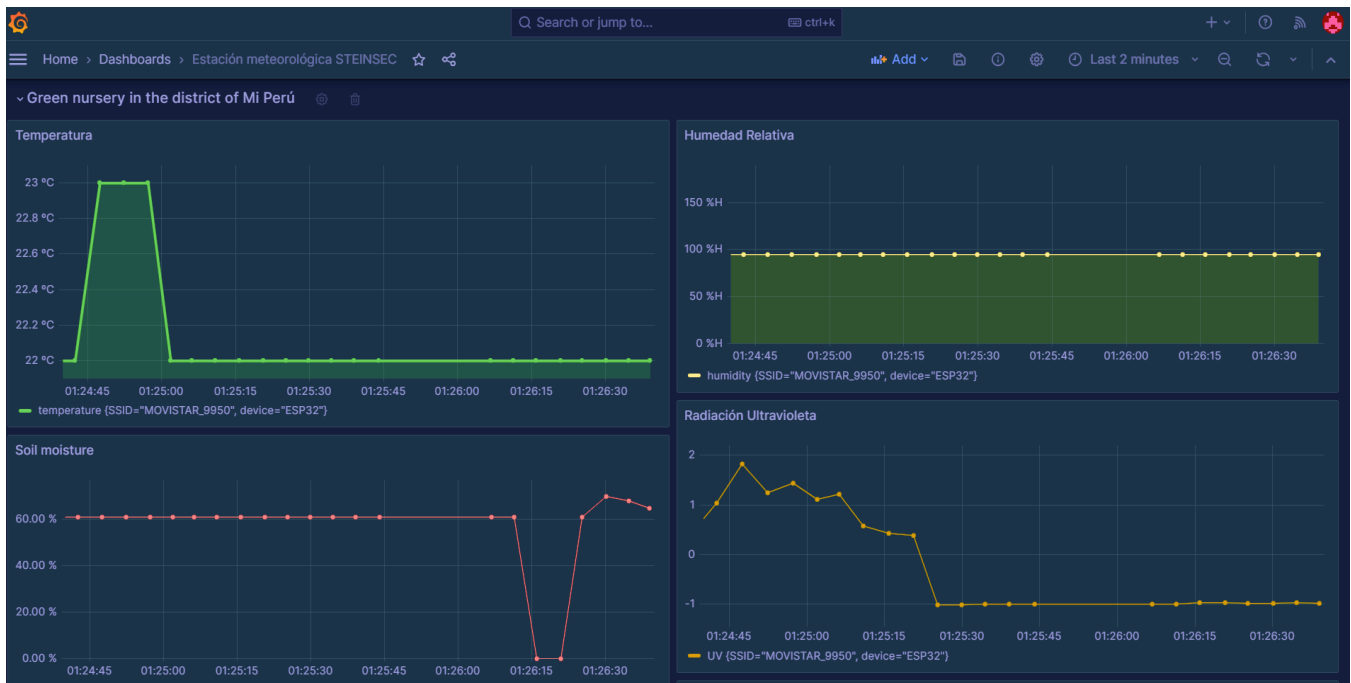 Search or jump to... ctrl+k
Home › Dashboards › Estación meteorológica STEINSEC Add Last 2 minutes
Green nursery in the district of Mi Perú
Temperatura
23 ºC
22.8 ºC
22.6 ºC
22.4 ºC
22.2 ºC
22 ºC
01:24:45 01:25:00 01:25:15 01:25:30 01:25:45 01:26:00 01:26:15 01:26:30
temperature {SSID="MOVISTAR_9950", device="ESP32"}
Humedad Relativa
150 %H
100 %H
50 %H
0 %H
01:24:45 01:25:00 01:25:15 01:25:30 01:25:45 01:26:00 01:26:15 01:26:30
humidity {SSID="MOVISTAR_9950", device="ESP32"}
Soil moisture
60.00 %
40.00 %
20.00 %
0.00 %
01:24:45 01:25:00 01:25:15 01:25:30 01:25:45 01:26:00 01:26:15 01:26:30
Radiación Ultravioleta
2
1
0
-1
01:24:45 01:25:00 01:25:15 01:25:30 01:25:45 01:26:00 01:26:15 01:26:30
UV {SSID="MOVISTAR_9950", device="ESP32"}